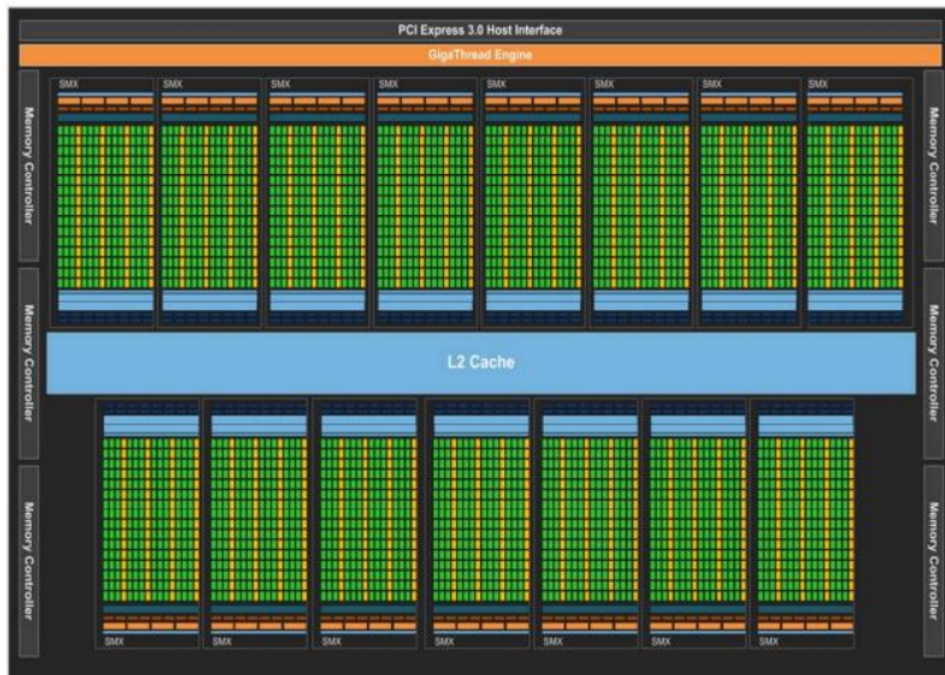 PCI Express 3.0 Host Interface
GigaThread Engine
Memory Controller
Memory Controller
SMX SMX SMX SMX SMX SMX SMX SMX
L2 Cache
Memory Controller
Memory Controller
Memory Controller
Memory Controller
SMX SMX SMX SMX SMX SMX SMX